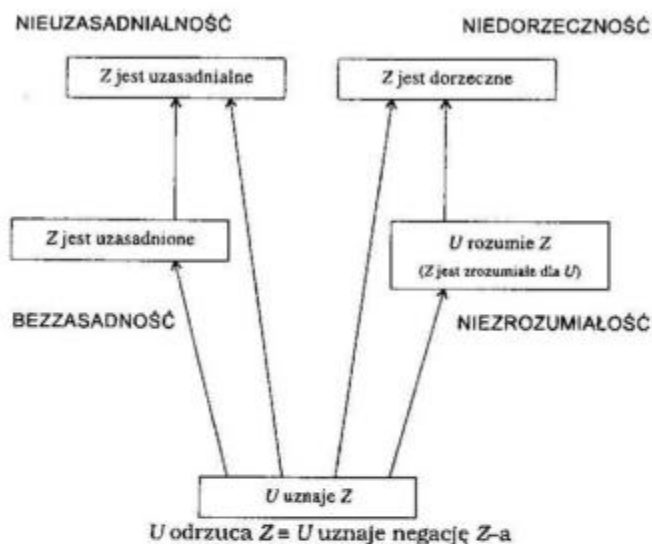 NIEUZASADNIALNOŚĆ
NIEDORZECZNOŚĆ
Z jest uzasadnialne
Z jest dorzeczne
Z jest uzasadnione
U rozumie Z
(Z jest zrozumiałe dla U)
BEZZASADNOŚĆ
NIEZROZUMIAŁOŚĆ
U uznaje Z
U odrzuca Z ≡ U uznaje negację Z-a